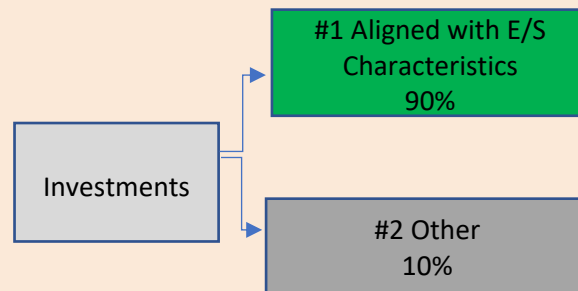 #1 Aligned with E/S
Characteristics
90%
Investments
#2 Other
10%